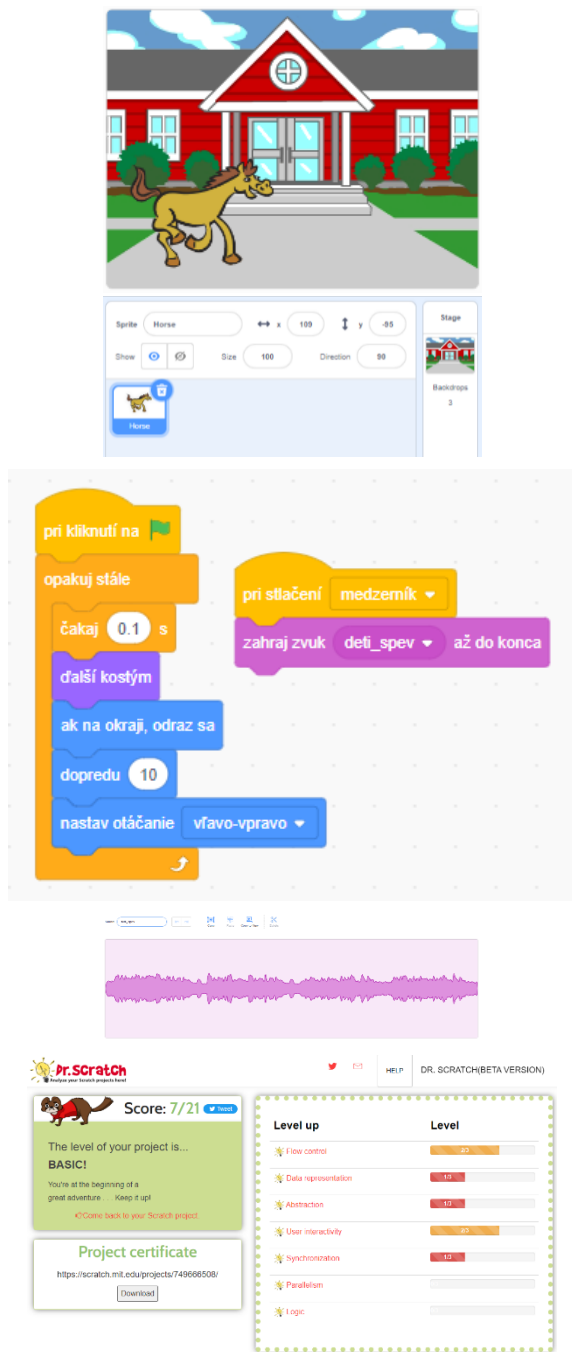 Sprite Horse x 109 y -95
Show Size 100 Direction 90
Horse
Stage
Backdrops
3
pri kliknutí na
opakuj stále
čakaj 0.1 s
ďalší kostým
ak na okraji, odraz sa
dopredu 10
nastav otáčanie vľavo-vpravo
pri stlačení medzerník
zahraj zvuk deti_spev až do konca
Dr.Scratch
Analyze your Scratch projects here!
HELP
DR. SCRATCH(BETA VERSION)
Score: 7/21 Tweet
The level of your project is...
BASIC!
You're at the beginning of a
great adventure . . . Keep it up!
Come back to your Scratch project
Project certificate
https://scratch.mit.edu/projects/749666508/
Download
Level up Level
Flow control 2/3
Data representation 1/3
Abstraction 1/3
User interactivity 2/3
Synchronization 1/3
Parallelism
Logic